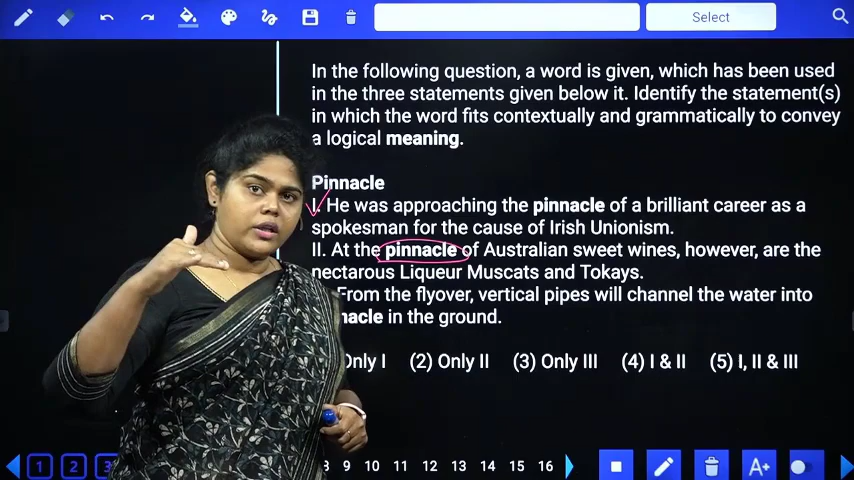 Select
In the following question, a word is given, which has been used
in the three statements given below it. Identify the statement(s)
in which the word fits contextually and grammatically to convey
a logical meaning.
Pinnacle
I. He was approaching the pinnacle of a brilliant career as a
spokesman for the cause of Irish Unionism.
II. At the pinnacle of Australian sweet wines, however, are the
nectarous Liqueur Muscats and Tokays.
From the flyover, vertical pipes will channel the water into
nacle in the ground.
Only I (2) Only II (3) Only III (4) I & II (5) I, II & III
1 2 3 8 9 10 11 12 13 14 15 16 A+